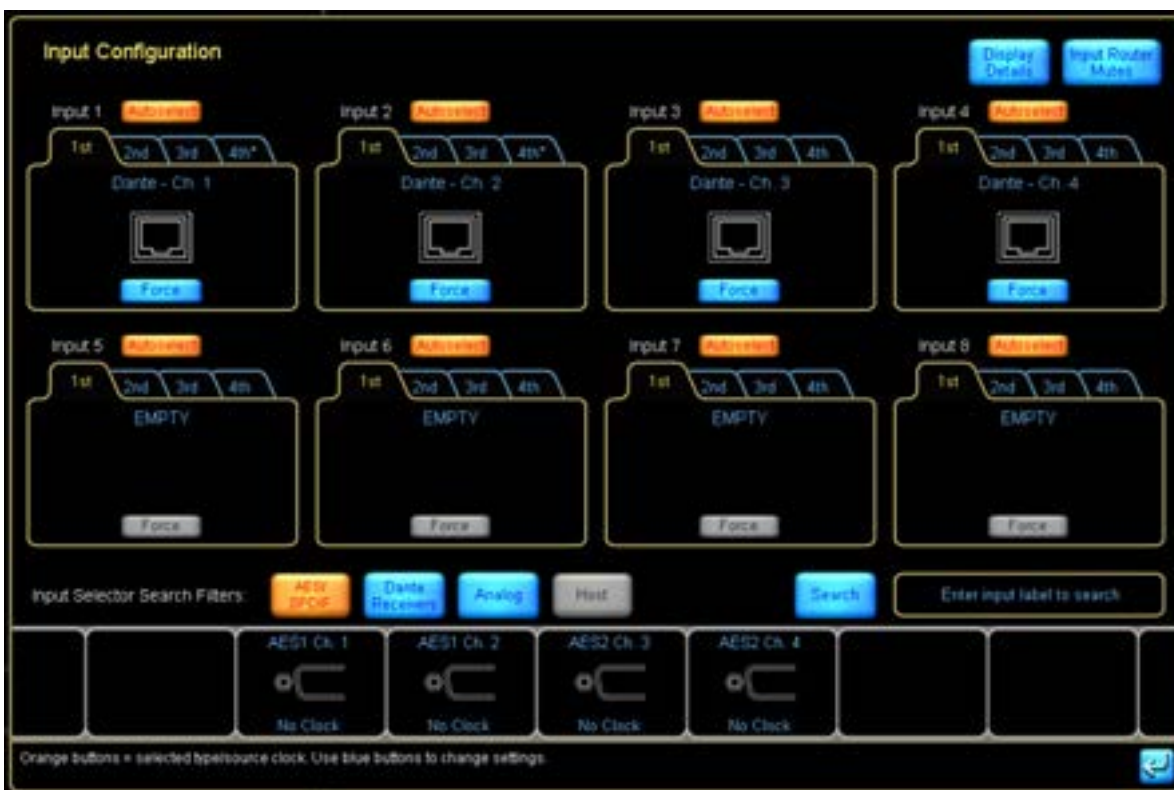 Input Configuration
Display Details
Input Router Mutes
Input 1 Autoselect
Input 2 Autoselect
Input 3 Autoselect
Input 4 Autoselect
1st 2nd 3rd 4th*
1st 2nd 3rd 4th*
1st 2nd 3rd 4th
1st 2nd 3rd 4th
Dante - Ch. 1
Dante - Ch. 2
Dante - Ch. 3
Dante - Ch. 4
Force
Force
Force
Force
Input 5 Autoselect
Input 6 Autoselect
Input 7 Autoselect
Input 8 Autoselect
1st 2nd 3rd 4th
1st 2nd 3rd 4th
1st 2nd 3rd 4th
1st 2nd 3rd 4th
EMPTY
EMPTY
EMPTY
EMPTY
Force
Force
Force
Force
Input Selector Search Filters:
AES/
SPDIF
Dante
Receivers
Analog
Host
Search
Enter input label to search
AES1 Ch. 1
AES1 Ch. 2
AES2 Ch. 3
AES2 Ch. 4
No Clock
No Clock
No Clock
No Clock
Orange buttons = selected type/source clock. Use blue buttons to change settings.